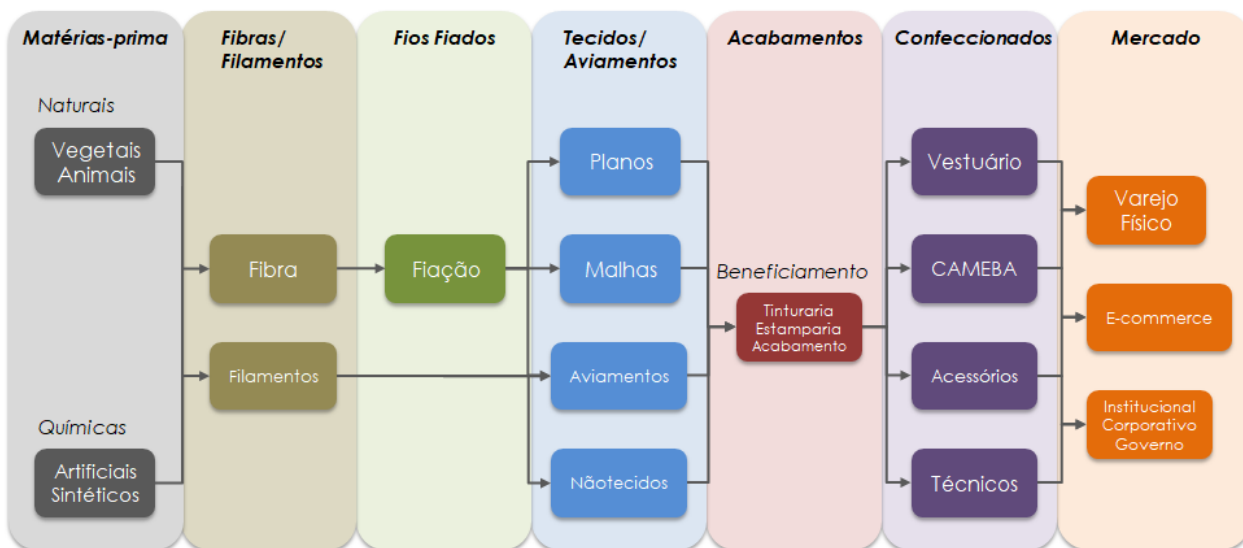 Matérias-prima
Naturais
Vegetais
Animais
Químicas
Artificiais
Sintéticos
Fibras/
Filamentos
Fibra
Filamentos
Fios Fiados
Fiação
Tecidos/
Aviamentos
Planos
Malhas
Aviamentos
Nãotecidos
Acabamentos
Beneficiamento
Tinturaria
Estamparia
Acabamento
Confeccionados
Vestuário
CAMEBA
Acessórios
Técnicos
Mercado
Varejo
Físico
E-commerce
Institucional
Corporativo
Governo